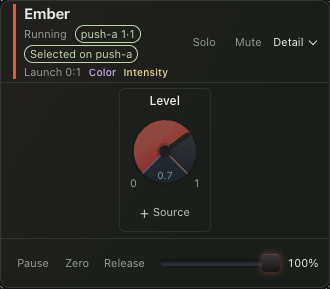 Ember
Running push-a 1·1
Selected on push-a
Launch 0:1 Color Intensity
Solo Mute Detail
Level
0.7
0 1
+ Source
Pause Zero Release 100%